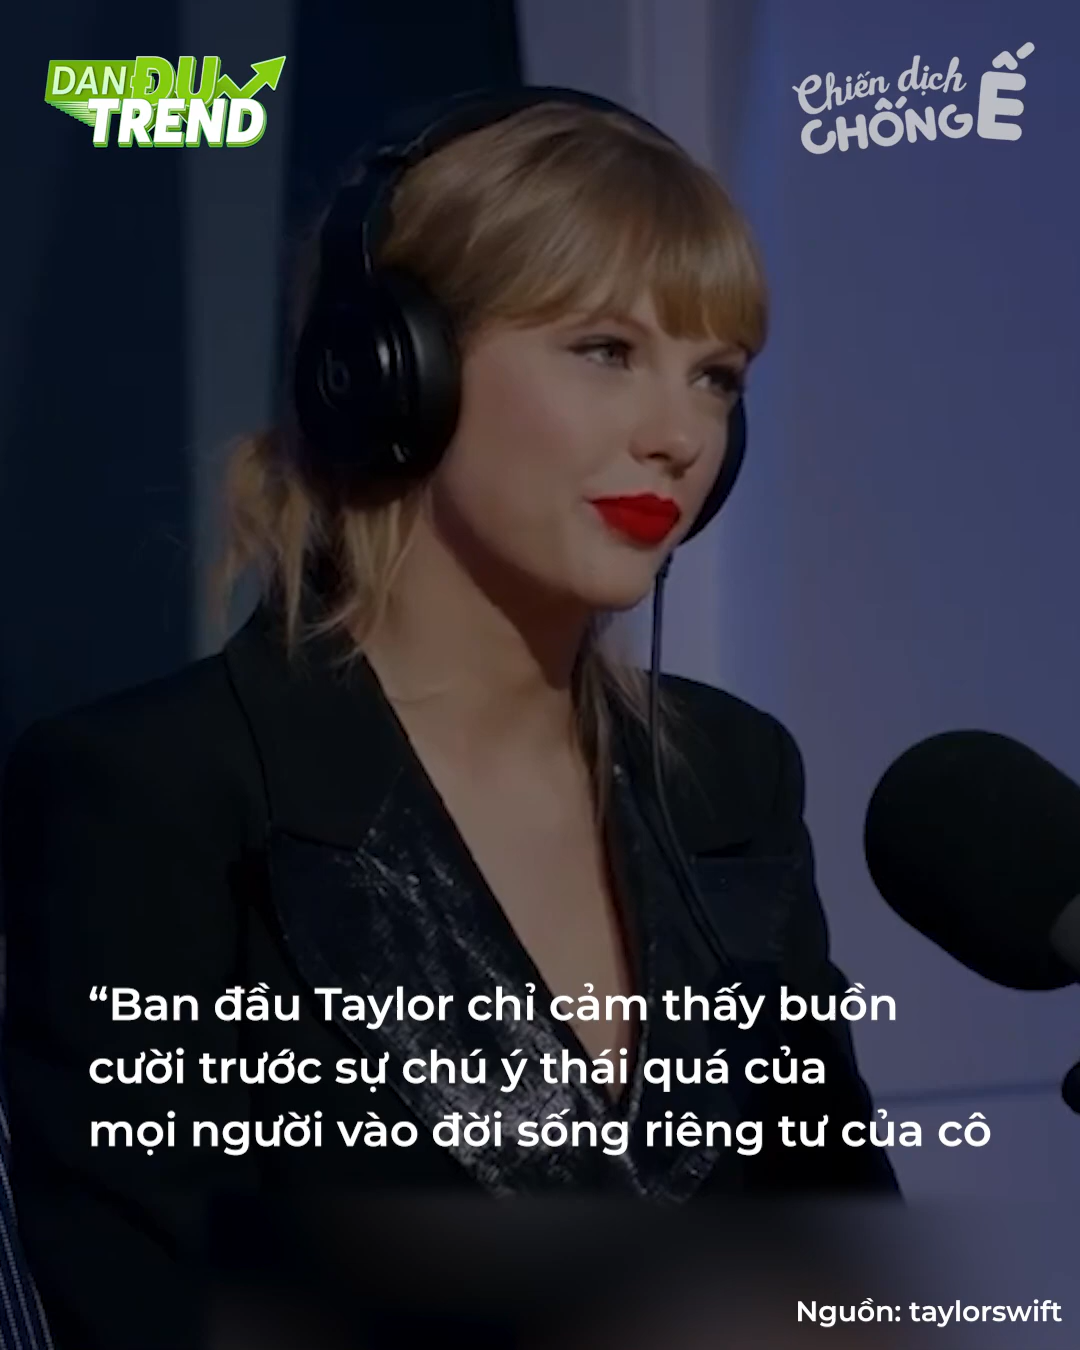 DAN ĐU
TREND
Chiến dịch
CHỐNG Ế
“Ban đầu Taylor chỉ cảm thấy buồn
cười trước sự chú ý thái quá của
mọi người vào đời sống riêng tư của cô
Nguồn: taylorswift